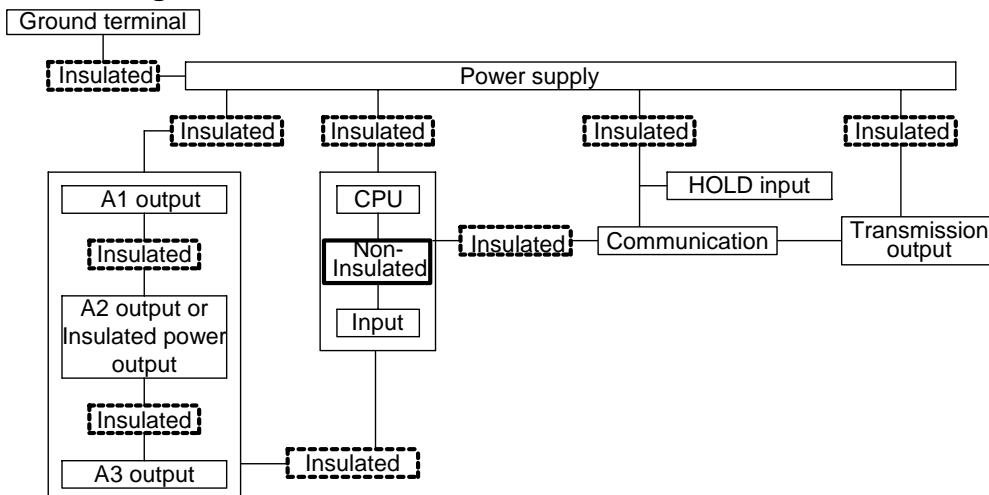 Ground terminal
Insulated
Power supply
Insulated
Insulated
Insulated
Insulated
A1 output
CPU
HOLD input
Insulated
Non-
Insulated
Insulated
Communication
Transmission
output
A2 output or
Insulated power
output
Input
Insulated
A3 output
Insulated